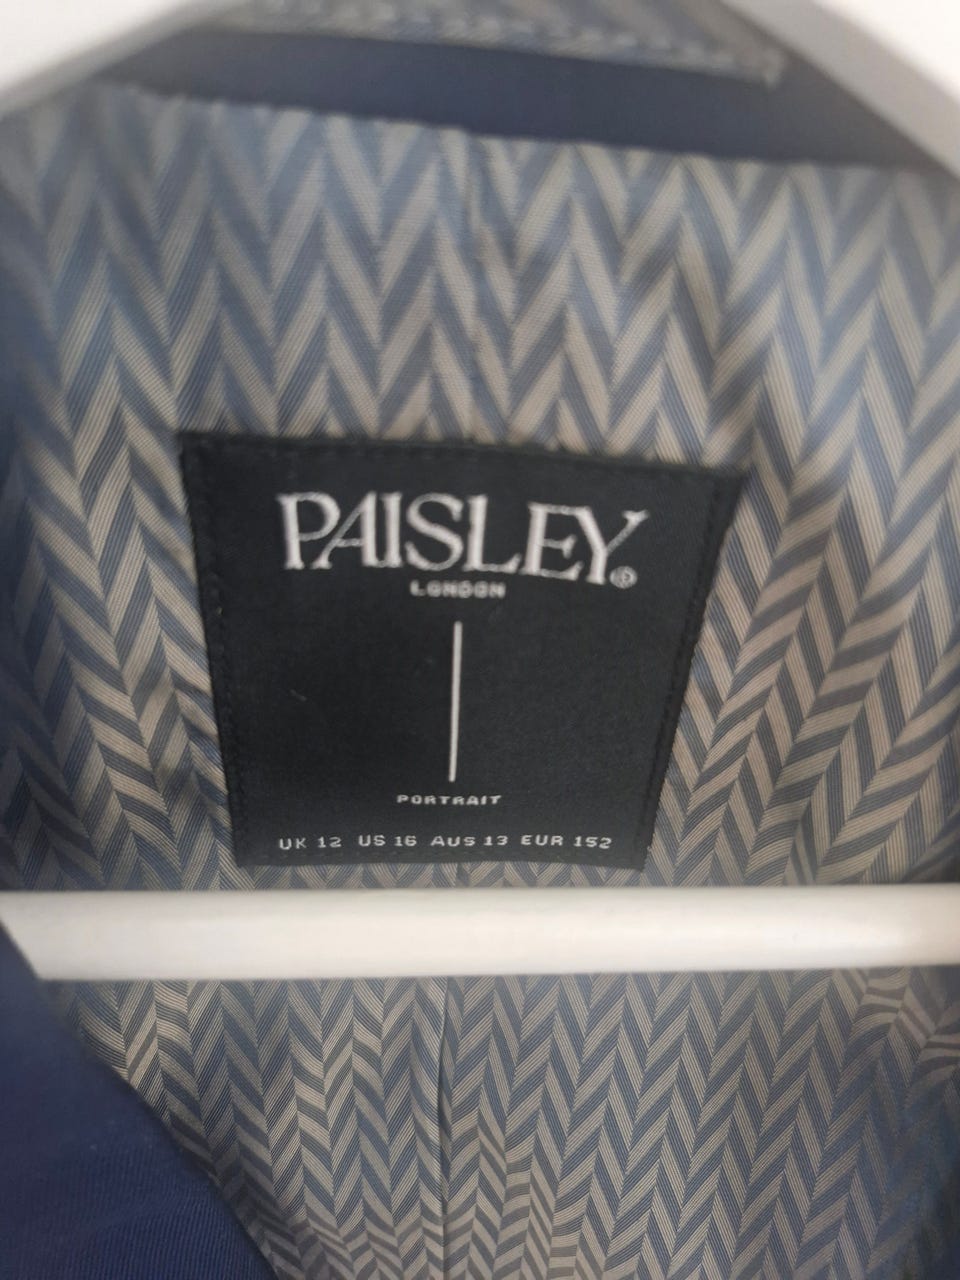 PAISLEY®
LONDON
PORTRAIT
UK 12 US 16 AUS 13 EUR 152